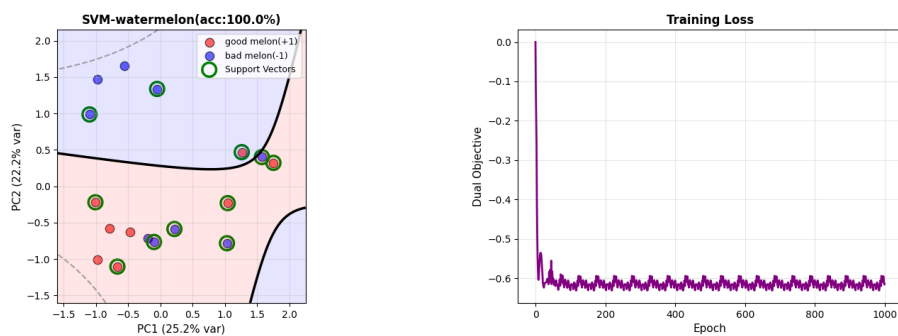 SVM-watermelon(acc:100.0%)
good melon(+1)
bad melon(-1)
Support Vectors
2.0
1.5
1.0
0.5
0.0
−0.5
−1.0
−1.5
PC2 (22.2% var)
−1.5 −1.0 −0.5 0.0 0.5 1.0 1.5 2.0
PC1 (25.2% var)
Training Loss
0.0
−0.1
−0.2
−0.3
−0.4
−0.5
−0.6
Dual Objective
0 200 400 600 800 1000
Epoch